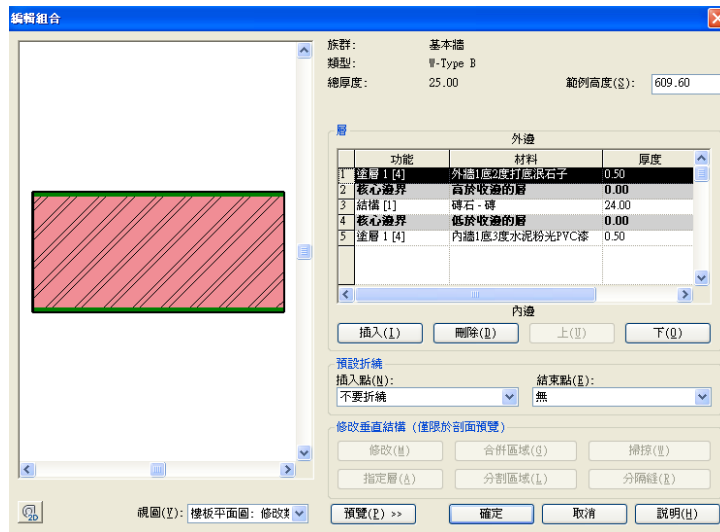 編輯組合
族群: 基本牆
類型: W-Type B
總厚度: 25.00 範例高度(S): 609.60
層
外邊
功能 材料 厚度
1 塗層 1 [4] 外牆1底2度打底泯石子 0.50
2 核心邊界 高於收邊的層 0.00
3 結構 [1] 磚石 - 磚 24.00
4 核心邊界 低於收邊的層 0.00
5 塗層 1 [4] 內牆1底3度水泥粉光PVC漆 0.50
內邊
插入(I) 刪除(D) 上(U) 下(O)
預設折繞
插入點(N): 結束點(E):
不要折繞 無
修改垂直結構 (僅限於剖面預覽)
修改(M) 合併區域(G) 掃掠(W)
指定層(A) 分割區域(L) 分隔縫(R)
視圖(V): 樓板平面圖: 修改類 預覽(P) >> 確定 取消 說明(H)